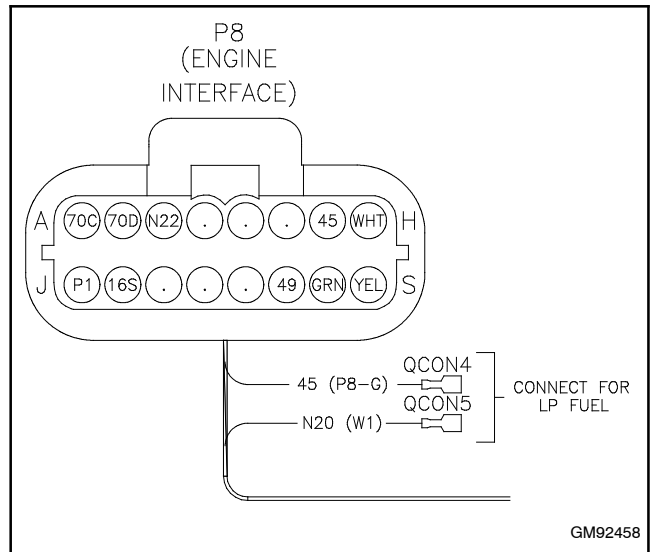 P8
(ENGINE
INTERFACE)
A 70C 70D N22 . . . 45 WHT H
J P1 16S . . . 49 GRN YEL S
45 (P8-G) QCON4
N20 (W1) QCON5
CONNECT FOR
LP FUEL
GM92458